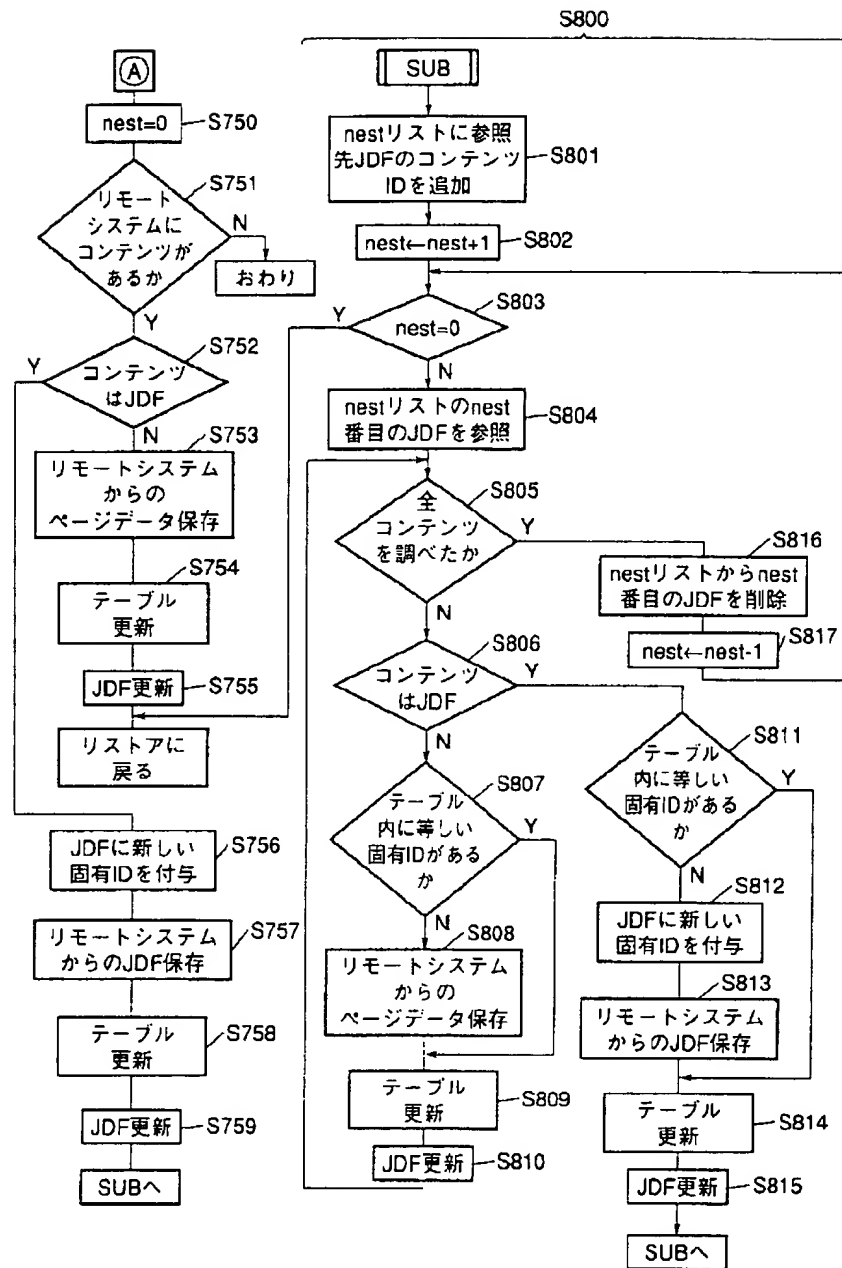 S800
A
nest=0
S750
S751
リモート
システムに
コンテンツが
あるか
N
おわり
Y
S752
Y
コンテンツ
はJDF
N
S753
リモートシステム
からの
ページデータ保存
S754
テーブル
更新
JDF更新
S755
リストアに
戻る
JDFに新しい
固有IDを付与
S756
リモートシステム
からのJDF保存
S757
テーブル
更新
S758
JDF更新
S759
SUBへ
SUB
nestリストに参照
先JDFのコンテンツ
IDを追加
S801
nest←nest+1
S802
S803
Y
nest=0
N
nestリストのnest
番目のJDFを参照
S804
S805
全
コンテンツ
を調べたか
Y
N
S806
コンテンツ
はJDF
Y
N
S807
テーブル
内に等しい
固有IDがある
か
Y
N
S808
リモートシステム
からの
ページデータ保存
テーブル
更新
S809
JDF更新
S810
S816
nestリストからnest
番目のJDFを削除
S817
nest←nest-1
S811
テーブル
内に等しい
固有IDがある
か
Y
N
S812
JDFに新しい
固有IDを付与
S813
リモートシステム
からのJDF保存
テーブル
更新
S814
JDF更新
S815
SUBへ